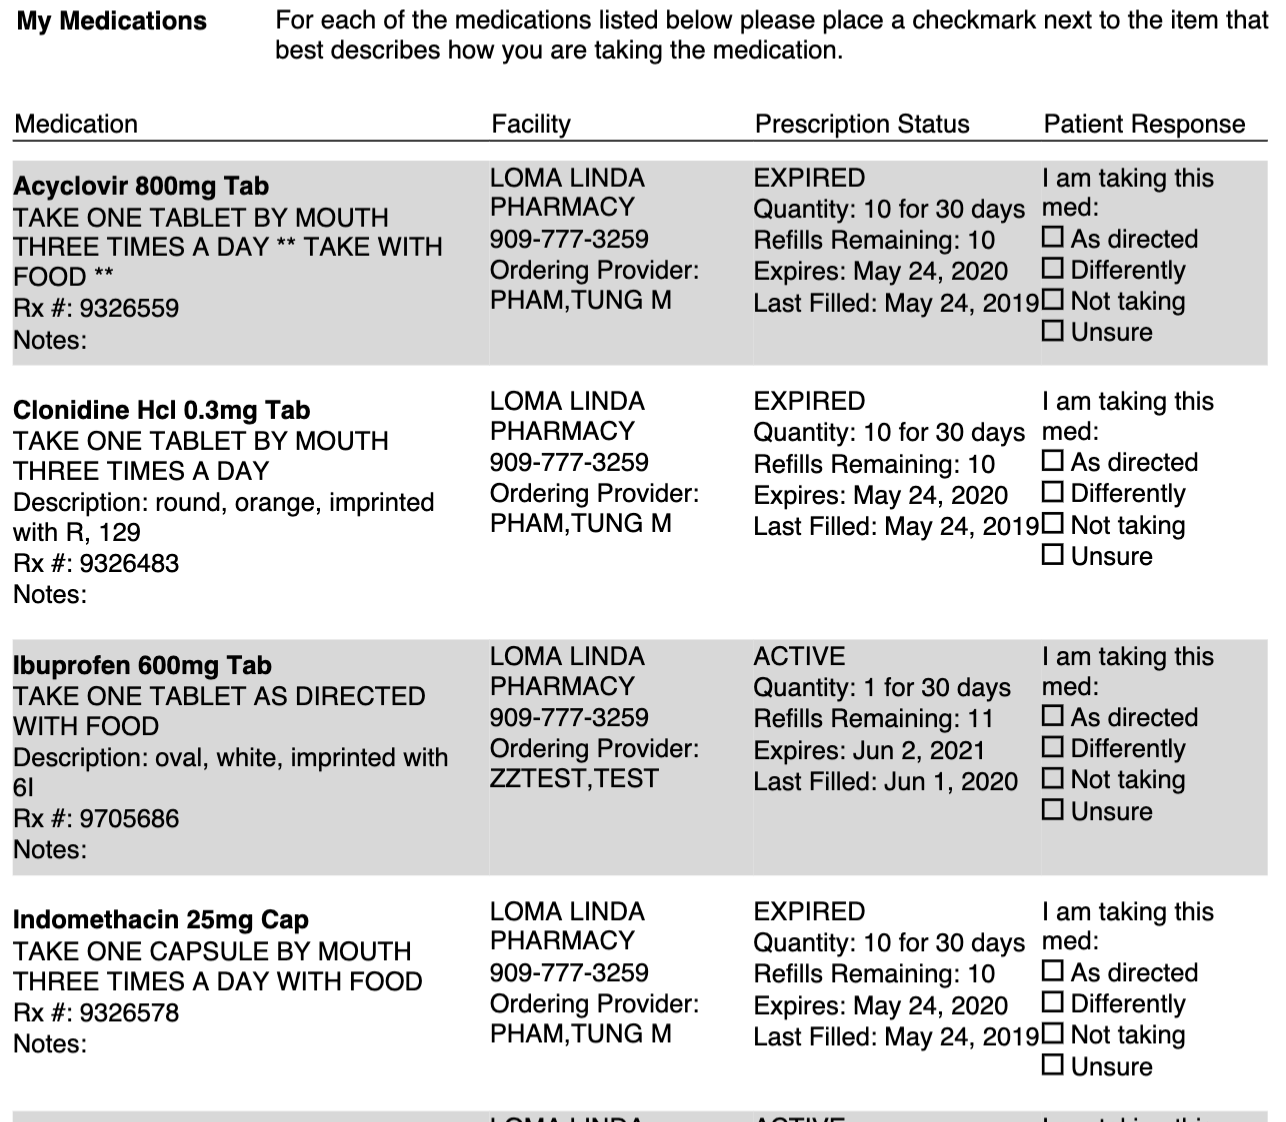 My Medications
For each of the medications listed below please place a checkmark next to the item that
best describes how you are taking the medication.
Medication Facility Prescription Status Patient Response
Acyclovir 800mg Tab
TAKE ONE TABLET BY MOUTH
THREE TIMES A DAY ** TAKE WITH
FOOD **
Rx #: 9326559
Notes:
LOMA LINDA
PHARMACY
909-777-3259
Ordering Provider:
PHAM,TUNG M
EXPIRED
Quantity: 10 for 30 days
Refills Remaining: 10
Expires: May 24, 2020
Last Filled: May 24, 2019
I am taking this
med:
☐ As directed
☐ Differently
☐ Not taking
☐ Unsure
Clonidine Hcl 0.3mg Tab
TAKE ONE TABLET BY MOUTH
THREE TIMES A DAY
Description: round, orange, imprinted
with R, 129
Rx #: 9326483
Notes:
LOMA LINDA
PHARMACY
909-777-3259
Ordering Provider:
PHAM,TUNG M
EXPIRED
Quantity: 10 for 30 days
Refills Remaining: 10
Expires: May 24, 2020
Last Filled: May 24, 2019
I am taking this
med:
☐ As directed
☐ Differently
☐ Not taking
☐ Unsure
Ibuprofen 600mg Tab
TAKE ONE TABLET AS DIRECTED
WITH FOOD
Description: oval, white, imprinted with
6I
Rx #: 9705686
Notes:
LOMA LINDA
PHARMACY
909-777-3259
Ordering Provider:
ZZTEST,TEST
ACTIVE
Quantity: 1 for 30 days
Refills Remaining: 11
Expires: Jun 2, 2021
Last Filled: Jun 1, 2020
I am taking this
med:
☐ As directed
☐ Differently
☐ Not taking
☐ Unsure
Indomethacin 25mg Cap
TAKE ONE CAPSULE BY MOUTH
THREE TIMES A DAY WITH FOOD
Rx #: 9326578
Notes:
LOMA LINDA
PHARMACY
909-777-3259
Ordering Provider:
PHAM,TUNG M
EXPIRED
Quantity: 10 for 30 days
Refills Remaining: 10
Expires: May 24, 2020
Last Filled: May 24, 2019
I am taking this
med:
☐ As directed
☐ Differently
☐ Not taking
☐ Unsure